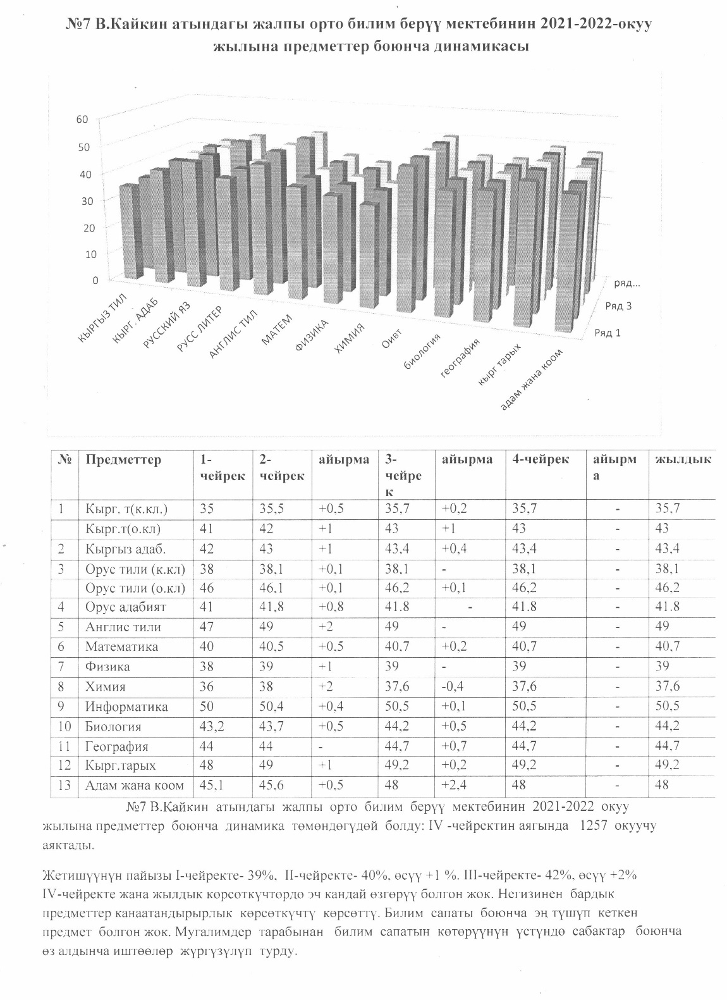 №7 В.Кайкин атындагы жалпы орто билим берүү мектебинин 2021-2022-окуу
жылына предметтер боюнча динамикасы
60
50
40
30
20
10
0
КЫРГЫЗ ТИЛ
КЫРГ. АДАБ
РУССКИЙ ЯЗ
РУСС ЛИТЕР
АНГЛИС ТИЛ
МАТЕМ
ФИЗИКА
ХИМИЯ
Оивт
биология
география
кырг тарых
адам жана коом
ряд...
Ряд 3
Ряд 1
№ Предметтер 1-чейрек 2-чейрек айырма 3-чейрек айырма 4-чейрек айырма жылдык
1 Кырг. т(к.кл.) 35 35,5 +0,5 35,7 +0,2 35,7 - 35,7
Кырг.т(о.кл) 41 42 +1 43 +1 43 - 43
2 Кыргыз адаб. 42 43 +1 43,4 +0,4 43,4 - 43,4
3 Орус тили (к.кл) 38 38,1 +0,1 38,1 - 38,1 - 38,1
Орус тили (о.кл) 46 46,1 +0,1 46,2 +0,1 46,2 - 46,2
4 Орус адабият 41 41,8 +0,8 41.8 - 41.8 - 41.8
5 Англис тили 47 49 +2 49 - 49 - 49
6 Математика 40 40,5 +0,5 40,7 +0,2 40,7 - 40,7
7 Физика 38 39 +1 39 - 39 - 39
8 Химия 36 38 +2 37,6 -0,4 37,6 - 37,6
9 Информатика 50 50,4 +0,4 50,5 +0,1 50,5 - 50,5
10 Биология 43,2 43,7 +0,5 44,2 +0,5 44,2 - 44,2
11 География 44 44 - 44,7 +0,7 44,7 - 44,7
12 Кырг.тарых 48 49 +1 49,2 +0,2 49,2 - 49,2
13 Адам жана коом 45,1 45,6 +0,5 48 +2,4 48 - 48
№7 В.Кайкин атындагы жалпы орто билим берүү мектебинин 2021-2022 окуу
жылына предметтер боюнча динамика төмөндөгүдөй болду: IV -чейректин аягында 1257 окуучу
аяктады.
Жетишүүнүн пайызы I-чейректе- 39%, II-чейректе- 40%, өсүү +1 %. III-чейректе- 42%, өсүү +2%
IV-чейректе жана жылдык корсоткүчтордо эч кандай өзгөрүү болгон жок. Негизинен бардык
предметтер канаатандырырлык көрсөткүчтү көрсөттү. Билим сапаты боюнча эң түшүп кеткен
предмет болгон жок. Мугалимдер тарабынан билим сапатын көтөрүүнүн үстүндө сабактар боюнча
өз алдынча иштөөлөр жүргүзүлүп турду.